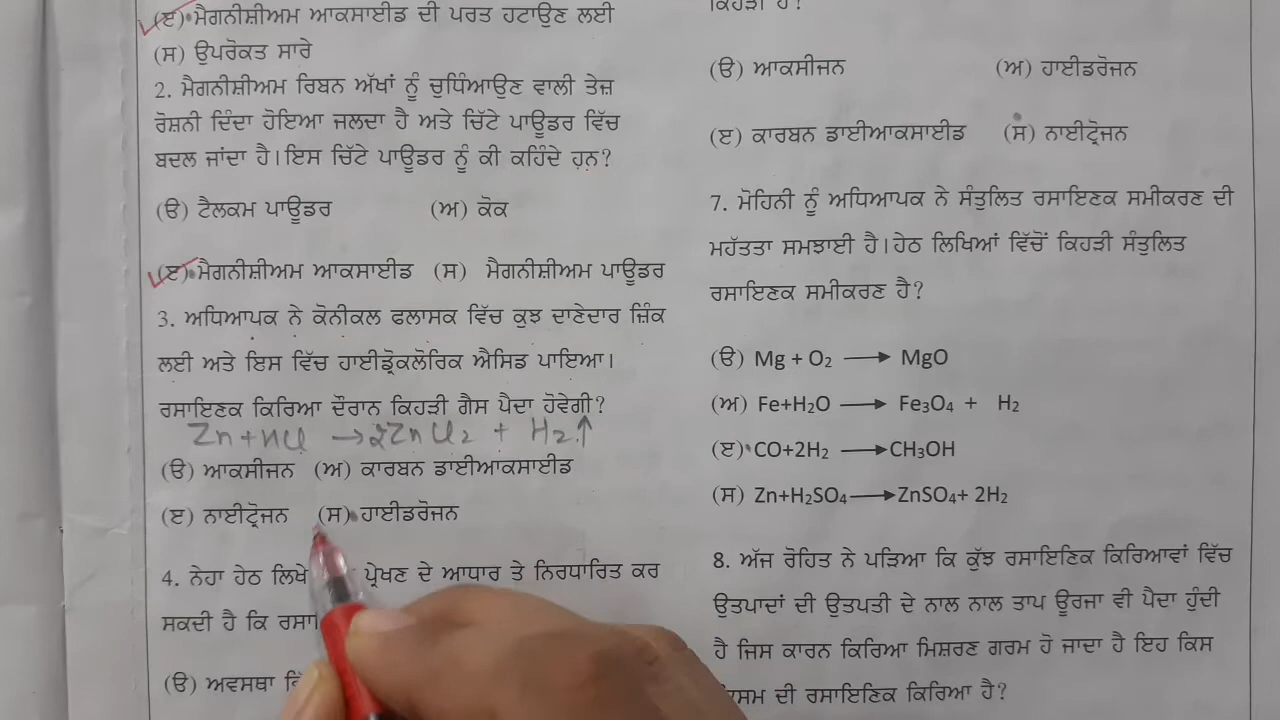 (ੲ) ਮੈਗਨੀਸ਼ੀਅਮ ਆਕਸਾਈਡ ਦੀ ਪਰਤ ਹਟਾਉਣ ਲਈ
(ਸ) ਉਪਰੋਕਤ ਸਾਰੇ
2. ਮੈਗਨੀਸ਼ੀਅਮ ਰਿਬਨ ਅੱਖਾਂ ਨੂੰ ਚੁਧਿੰਆਉਣ ਵਾਲੀ ਤੇਜ਼
ਰੋਸ਼ਨੀ ਦਿੰਦਾ ਹੋਇਆ ਜਲਦਾ ਹੈ ਅਤੇ ਚਿੱਟੇ ਪਾਊਡਰ ਵਿੱਚ
ਬਦਲ ਜਾਂਦਾ ਹੈ। ਇਸ ਚਿੱਟੇ ਪਾਊਡਰ ਨੂੰ ਕੀ ਕਹਿੰਦੇ ਹਨ?
(ੳ) ਟੈਲਕਮ ਪਾਊਡਰ (ਅ) ਕੋਕ
(ੲ) ਮੈਗਨੀਸ਼ੀਅਮ ਆਕਸਾਈਡ (ਸ) ਮੈਗਨੀਸ਼ੀਅਮ ਪਾਊਡਰ
3. ਅਧਿਆਪਕ ਨੇ ਕੋਨੀਕਲ ਫਲਾਸਕ ਵਿੱਚ ਕੁਝ ਦਾਣੇਦਾਰ ਜ਼ਿੰਕ
ਲਈ ਅਤੇ ਇਸ ਵਿੱਚ ਹਾਈਡ੍ਰੋਕਲੋਰਿਕ ਐਸਿਡ ਪਾਇਆ।
ਰਸਾਇਣਕ ਕਿਰਿਆ ਦੌਰਾਨ ਕਿਹੜੀ ਗੈਸ ਪੈਦਾ ਹੋਵੇਗੀ?
Zn + HCl → ZnCl₂ + H₂ ↑
(ੳ) ਆਕਸੀਜਨ (ਅ) ਕਾਰਬਨ ਡਾਈਆਕਸਾਈਡ
(ੲ) ਨਾਈਟ੍ਰੋਜਨ (ਸ) ਹਾਈਡਰੋਜਨ
4. ਨੇਹਾ ਹੇਠ ਲਿਖੇ ਪ੍ਰੇਖਣ ਦੇ ਆਧਾਰ ਤੇ ਨਿਰਧਾਰਿਤ ਕਰ
ਸਕਦੀ ਹੈ ਕਿ
(ੳ) ਅਵਸਥਾ
ਕਿਹੜੀ ਹੈ?
(ੳ) ਆਕਸੀਜਨ (ਅ) ਹਾਈਡਰੋਜਨ
(ੲ) ਕਾਰਬਨ ਡਾਈਆਕਸਾਈਡ (ਸ) ਨਾਈਟ੍ਰੋਜਨ
7. ਮੋਹਿਨੀ ਨੂੰ ਅਧਿਆਪਕ ਨੇ ਸੰਤੁਲਿਤ ਰਸਾਇਣਕ ਸਮੀਕਰਣ ਦੀ
ਮਹੱਤਤਾ ਸਮਝਾਈ ਹੈ। ਹੇਠ ਲਿਖਿਆਂ ਵਿੱਚੋਂ ਕਿਹੜੀ ਸੰਤੁਲਿਤ
ਰਸਾਇਣਕ ਸਮੀਕਰਣ ਹੈ?
(ੳ) Mg + O₂ ⟶ MgO
(ਅ) Fe+H₂O ⟶ Fe₃O₄ + H₂
(ੲ) CO+2H₂ ⟶ CH₃OH
(ਸ) Zn+H₂SO₄ ⟶ ZnSO₄+ 2H₂
8. ਅੱਜ ਰੋਹਿਤ ਨੇ ਪੜਿਆ ਕਿ ਕੁੱਝ ਰਸਾਇਣਿਕ ਕਿਰਿਆਵਾਂ ਵਿੱਚ
ਉਤਪਾਦਾਂ ਦੀ ਉਤਪਤੀ ਦੇ ਨਾਲ ਨਾਲ ਤਾਪ ਊਰਜਾ ਵੀ ਪੈਦਾ ਹੁੰਦੀ
ਹੈ ਜਿਸ ਕਾਰਨ ਕਿਰਿਆ ਮਿਸ਼ਰਣ ਗਰਮ ਹੋ ਜਾਦਾ ਹੈ ਇਹ ਕਿਸ
ਕਿਸਮ ਦੀ ਰਸਾਇਣਿਕ ਕਿਰਿਆ ਹੈ?